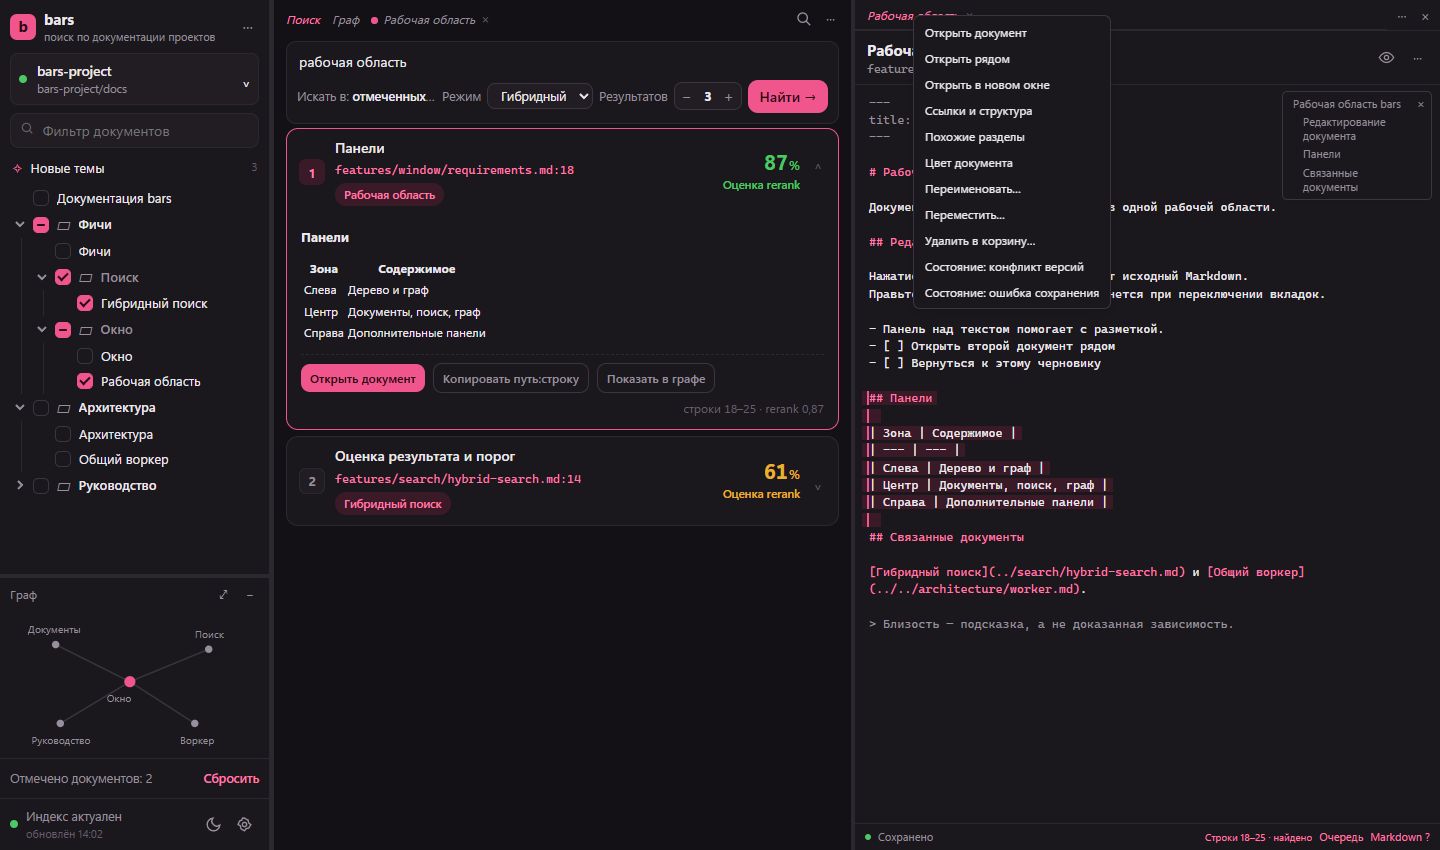 b
bars
поиск по документации проектов
...
bars-project
bars-project/docs
Фильтр документов
Новые темы 3
Документация bars
Фичи
Фичи
Поиск
Гибридный поиск
Окно
Окно
Рабочая область
Архитектура
Архитектура
Общий воркер
Руководство
Граф
Документы
Поиск
Окно
Руководство
Воркер
Отмечено документов: 2 Сбросить
Индекс актуален
обновлён 14:02
Поиск Граф Рабочая область × ...
рабочая область
Искать в: отмеченных... Режим Гибридный Результатов − 3 + Найти →
1
Панели
features/window/requirements.md:18
Рабочая область
87%
Оценка rerank
Панели
Зона Содержимое
Слева Дерево и граф
Центр Документы, поиск, граф
Справа Дополнительные панели
Открыть документ Копировать путь:строку Показать в графе
строки 18–25 · rerank 0,87
2
Оценка результата и порог
features/search/hybrid-search.md:14
Гибридный поиск
61%
Оценка rerank
... ×
Рабоч
feature
...
Открыть документ
Открыть рядом
Открыть в новом окне
Ссылки и структура
Похожие разделы
Цвет документа
Переименовать...
Переместить...
Удалить в корзину...
Состояние: конфликт версий
Состояние: ошибка сохранения
Рабочая область bars ×
Редактирование
документа
Панели
Связанные
документы
---
title:
---
# Рабоч
Докумен в одной рабочей области.
## Реда
Нажати т исходный Markdown.
Правьт нется при переключении вкладок.
- Панель над текстом помогает с разметкой.
- [ ] Открыть второй документ рядом
- [ ] Вернуться к этому черновику
## Панели
| Зона | Содержимое |
| --- | --- |
| Слева | Дерево и граф |
| Центр | Документы, поиск, граф |
| Справа | Дополнительные панели |
## Связанные документы
[Гибридный поиск](../search/hybrid-search.md) и [Общий воркер]
(../../architecture/worker.md).
> Близость — подсказка, а не доказанная зависимость.
Сохранено Строки 18–25 · найдено Очередь Markdown ?